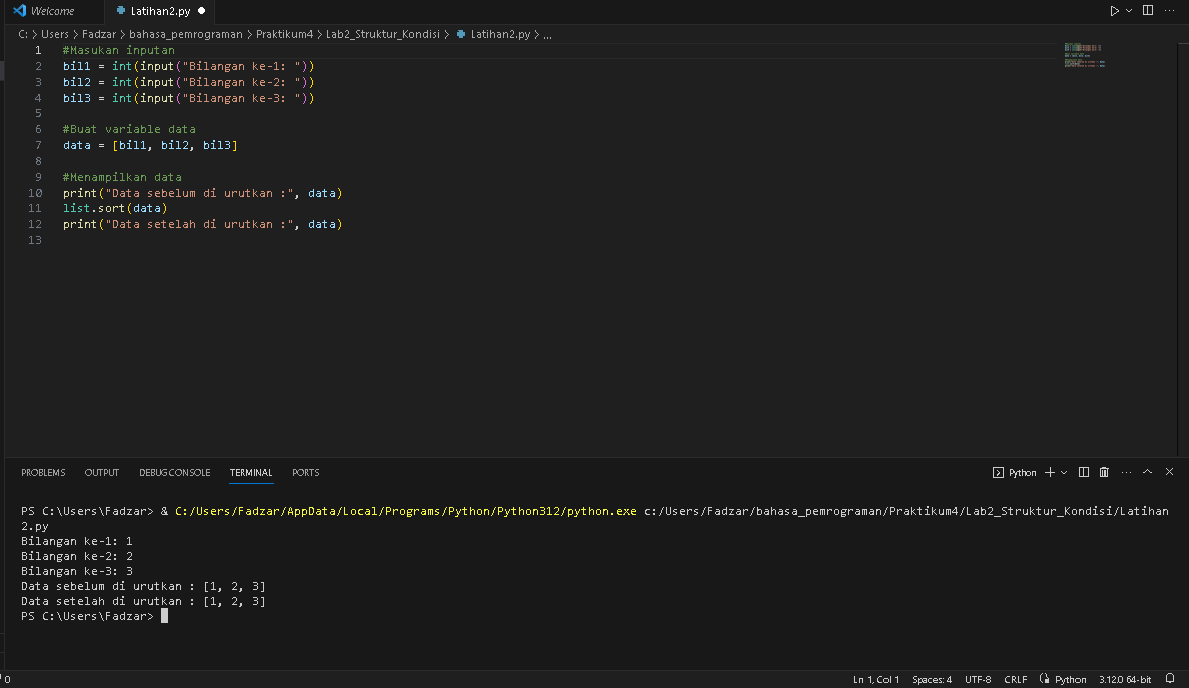 Welcome
Latihan2.py
C: > Users > Fadzar > bahasa_pemrograman > Praktikum4 > Lab2_Struktur_Kondisi > Latihan2.py > ...
1 #Masukan inputan
2 bil1 = int(input("Bilangan ke-1: "))
3 bil2 = int(input("Bilangan ke-2: "))
4 bil3 = int(input("Bilangan ke-3: "))
5
6 #Buat variable data
7 data = [bil1, bil2, bil3]
8
9 #Menampilkan data
10 print("Data sebelum di urutkan :", data)
11 list.sort(data)
12 print("Data setelah di urutkan :", data)
13
PROBLEMS OUTPUT DEBUG CONSOLE TERMINAL PORTS
Python
PS C:\Users\Fadzar> & C:/Users/Fadzar/AppData/Local/Programs/Python/Python312/python.exe c:/Users/Fadzar/bahasa_pemrograman/Praktikum4/Lab2_Struktur_Kondisi/Latihan
2.py
Bilangan ke-1: 1
Bilangan ke-2: 2
Bilangan ke-3: 3
Data sebelum di urutkan : [1, 2, 3]
Data setelah di urutkan : [1, 2, 3]
PS C:\Users\Fadzar>
0 Ln 1, Col 1 Spaces: 4 UTF-8 CRLF Python 3.12.0 64-bit